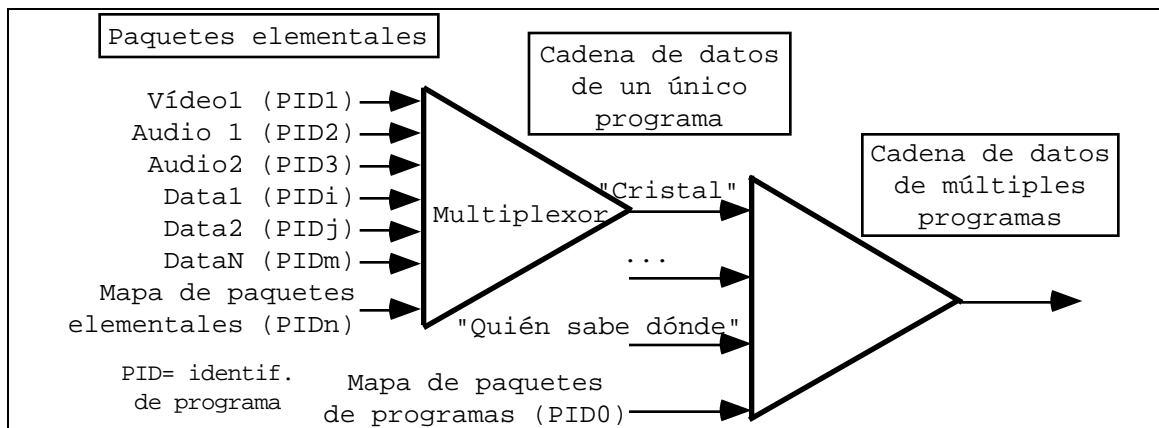 Paquetes elementales
Cadena de datos
de un único
programa
Vídeo1 (PID1)
Audio 1 (PID2)
Audio2 (PID3)
Data1 (PIDi)
Data2 (PIDj)
DataN (PIDm)
Mapa de paquetes
elementales (PIDn)
Multiplexor
PID= identif.
de programa
"Cristal"
...
"Quién sabe dónde"
Mapa de paquetes
de programas (PID0)
Cadena de datos
de múltiples
programas